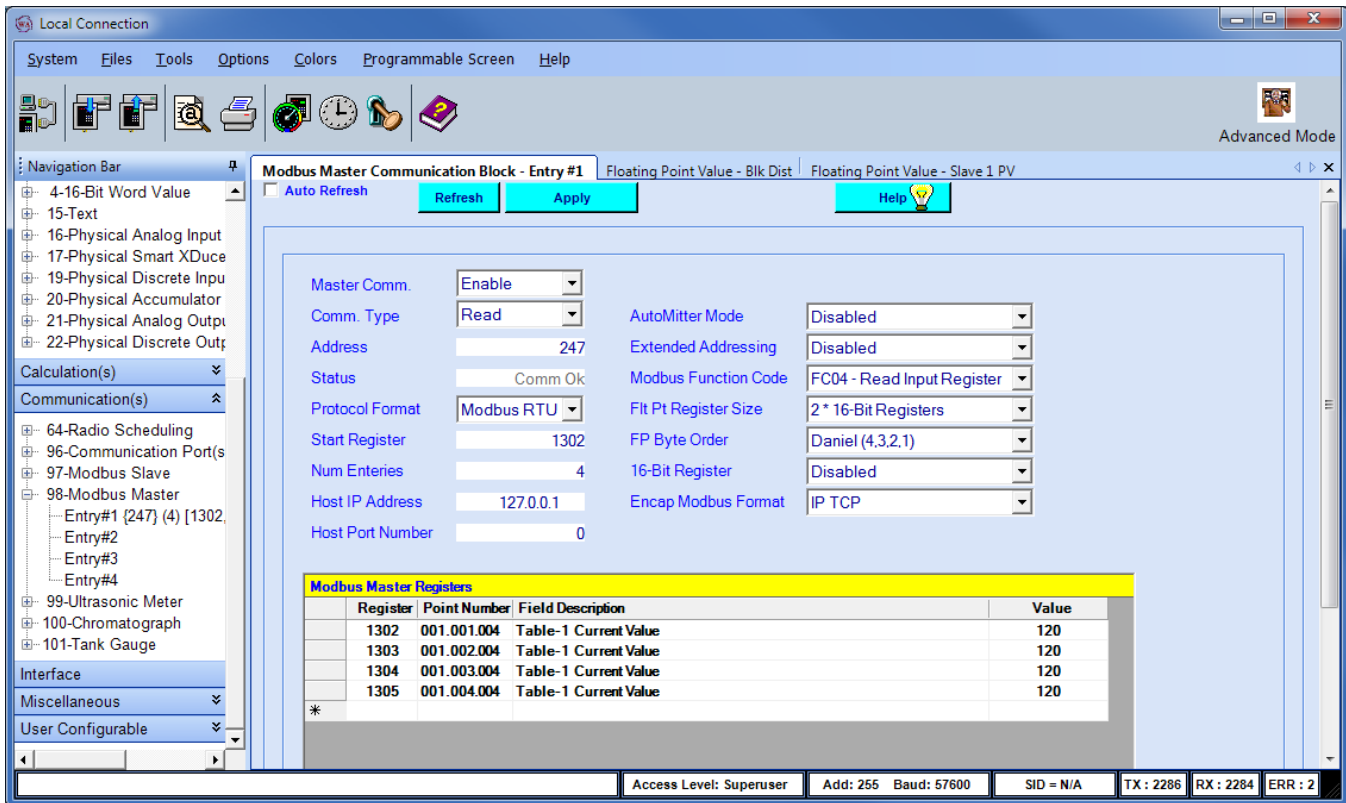 Local Connection
System Files Tools Options Colors Programmable Screen Help
Advanced Mode
Navigation Bar
4-16-Bit Word Value
15-Text
16-Physical Analog Input
17-Physical Smart XDuce
19-Physical Discrete Inpu
20-Physical Accumulator
21-Physical Analog Outpu
22-Physical Discrete Outp
Calculation(s)
Communication(s)
64-Radio Scheduling
96-Communication Port(s
97-Modbus Slave
98-Modbus Master
Entry#1 {247} (4) [1302,
Entry#2
Entry#3
Entry#4
99-Ultrasonic Meter
100-Chromatograph
101-Tank Gauge
Interface
Miscellaneous
User Configurable
Modbus Master Communication Block - Entry #1 Floating Point Value - Blk Dist Floating Point Value - Slave 1 PV
Auto Refresh Refresh Apply Help
Master Comm. Enable
Comm. Type Read AutoMitter Mode Disabled
Address 247 Extended Addressing Disabled
Status Comm Ok Modbus Function Code FC04 - Read Input Register
Protocol Format Modbus RTU Flt Pt Register Size 2 * 16-Bit Registers
Start Register 1302 FP Byte Order Daniel (4,3,2,1)
Num Enteries 4 16-Bit Register Disabled
Host IP Address 127.0.0.1 Encap Modbus Format IP TCP
Host Port Number 0
Modbus Master Registers
Register Point Number Field Description Value
1302 001.001.004 Table-1 Current Value 120
1303 001.002.004 Table-1 Current Value 120
1304 001.003.004 Table-1 Current Value 120
1305 001.004.004 Table-1 Current Value 120
Access Level: Superuser Add: 255 Baud: 57600 SID = N/A TX : 2286 RX : 2284 ERR : 2